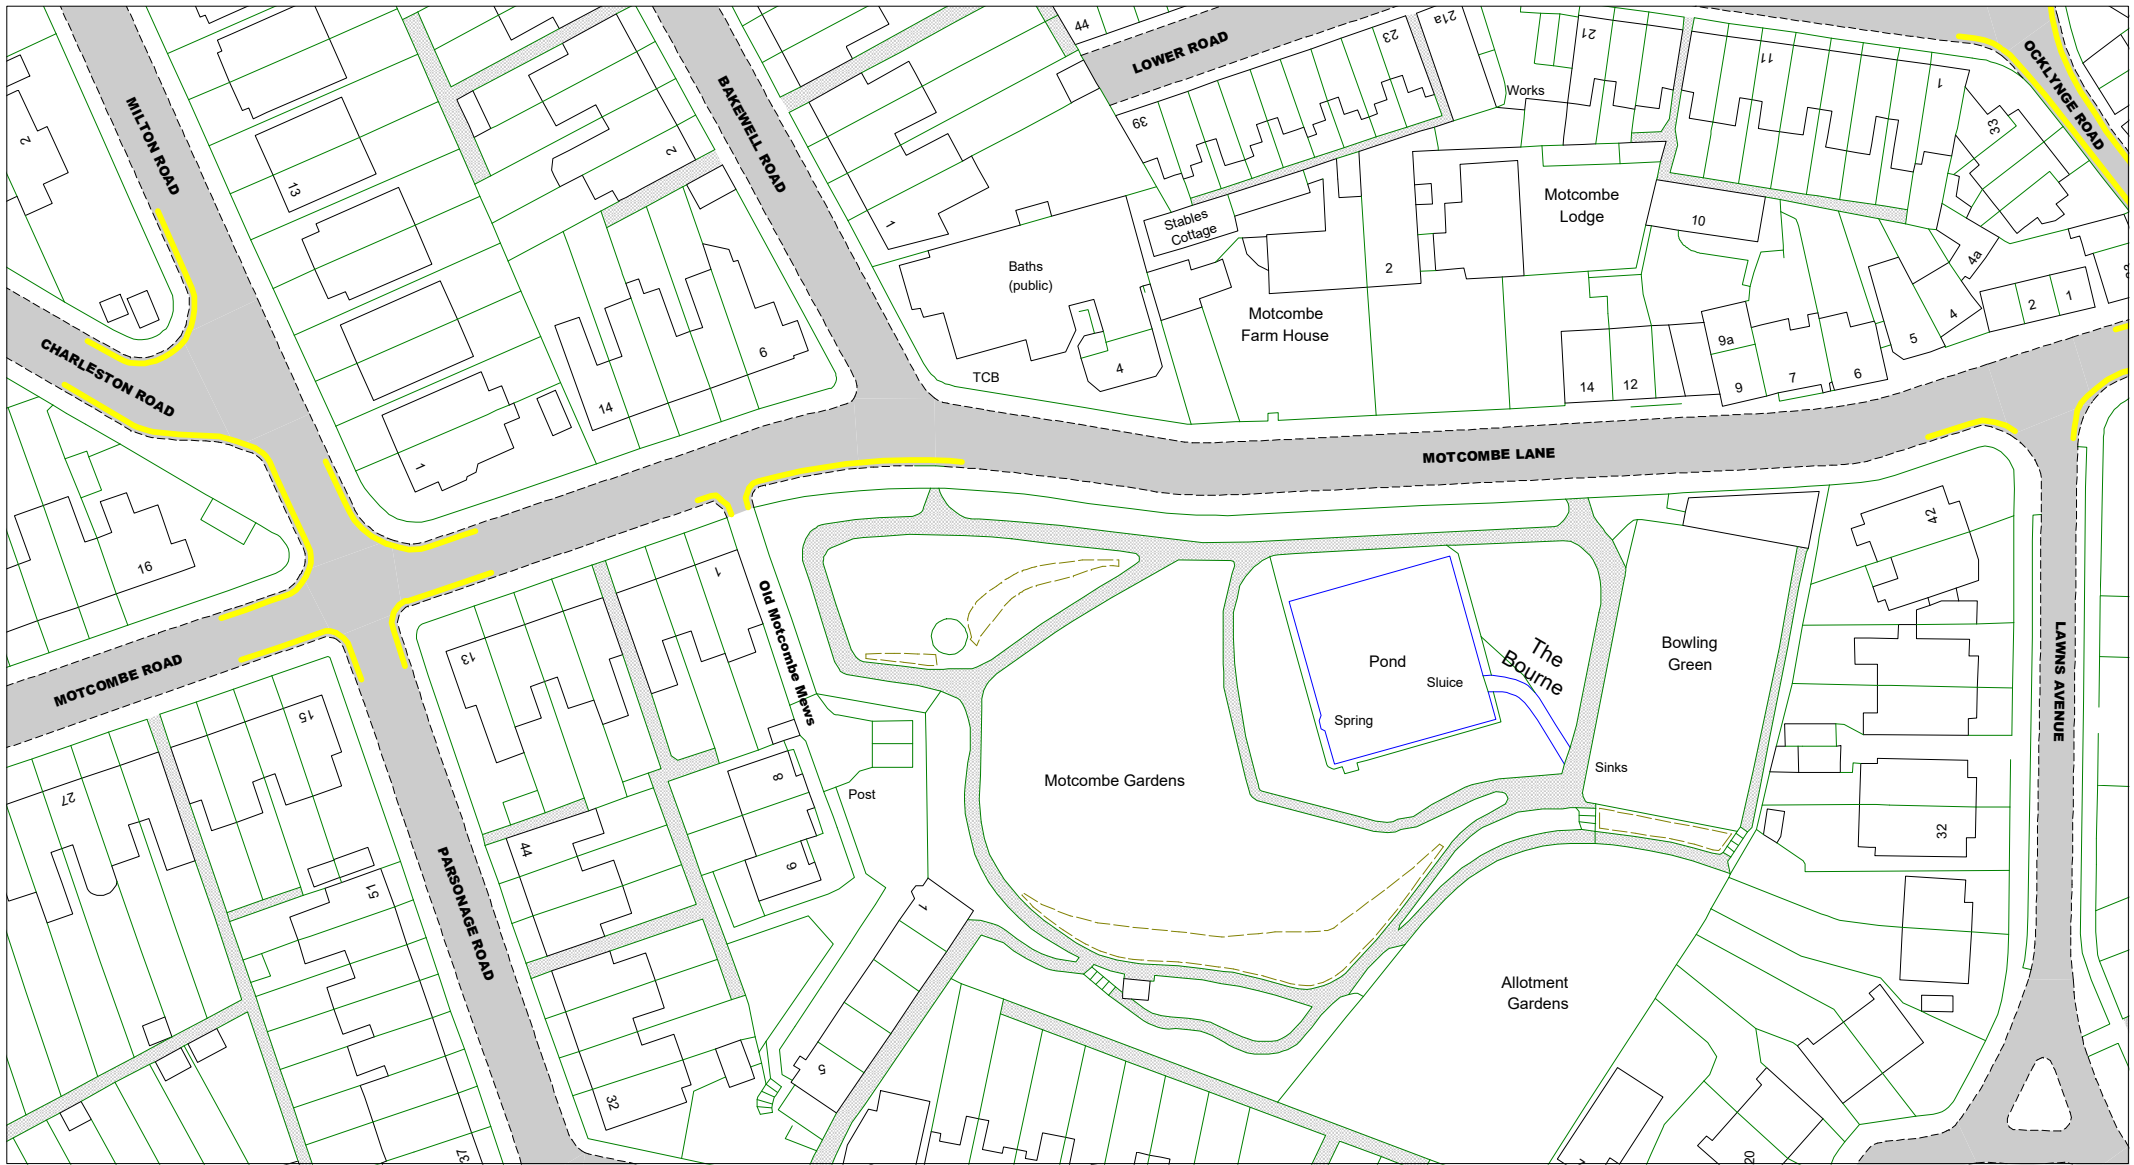 44
LOWER ROAD
23
21a
21
11
1
OCKLYNGE ROAD
MILTON ROAD
BAKEWELL ROAD
Works
39
33
2
2
13
1
Stables
Cottage
Motcombe
Lodge
10
4a
Baths
(public)
2
Motcombe
Farm House
2
1
4
5
CHARLESTON ROAD
6
9a
TCB
4
14
12
9
7
6
14
1
MOTCOMBE LANE
16
42
Old Motcombe Mews
1
13
The
Bourne
Bowling
Green
Pond
Sluice
Spring
MOTCOMBE ROAD
LAWNS AVENUE
15
27
8
Motcombe Gardens
Sinks
Post
32
44
6
51
PARSONAGE ROAD
1
Allotment
Gardens
5
32
37
20